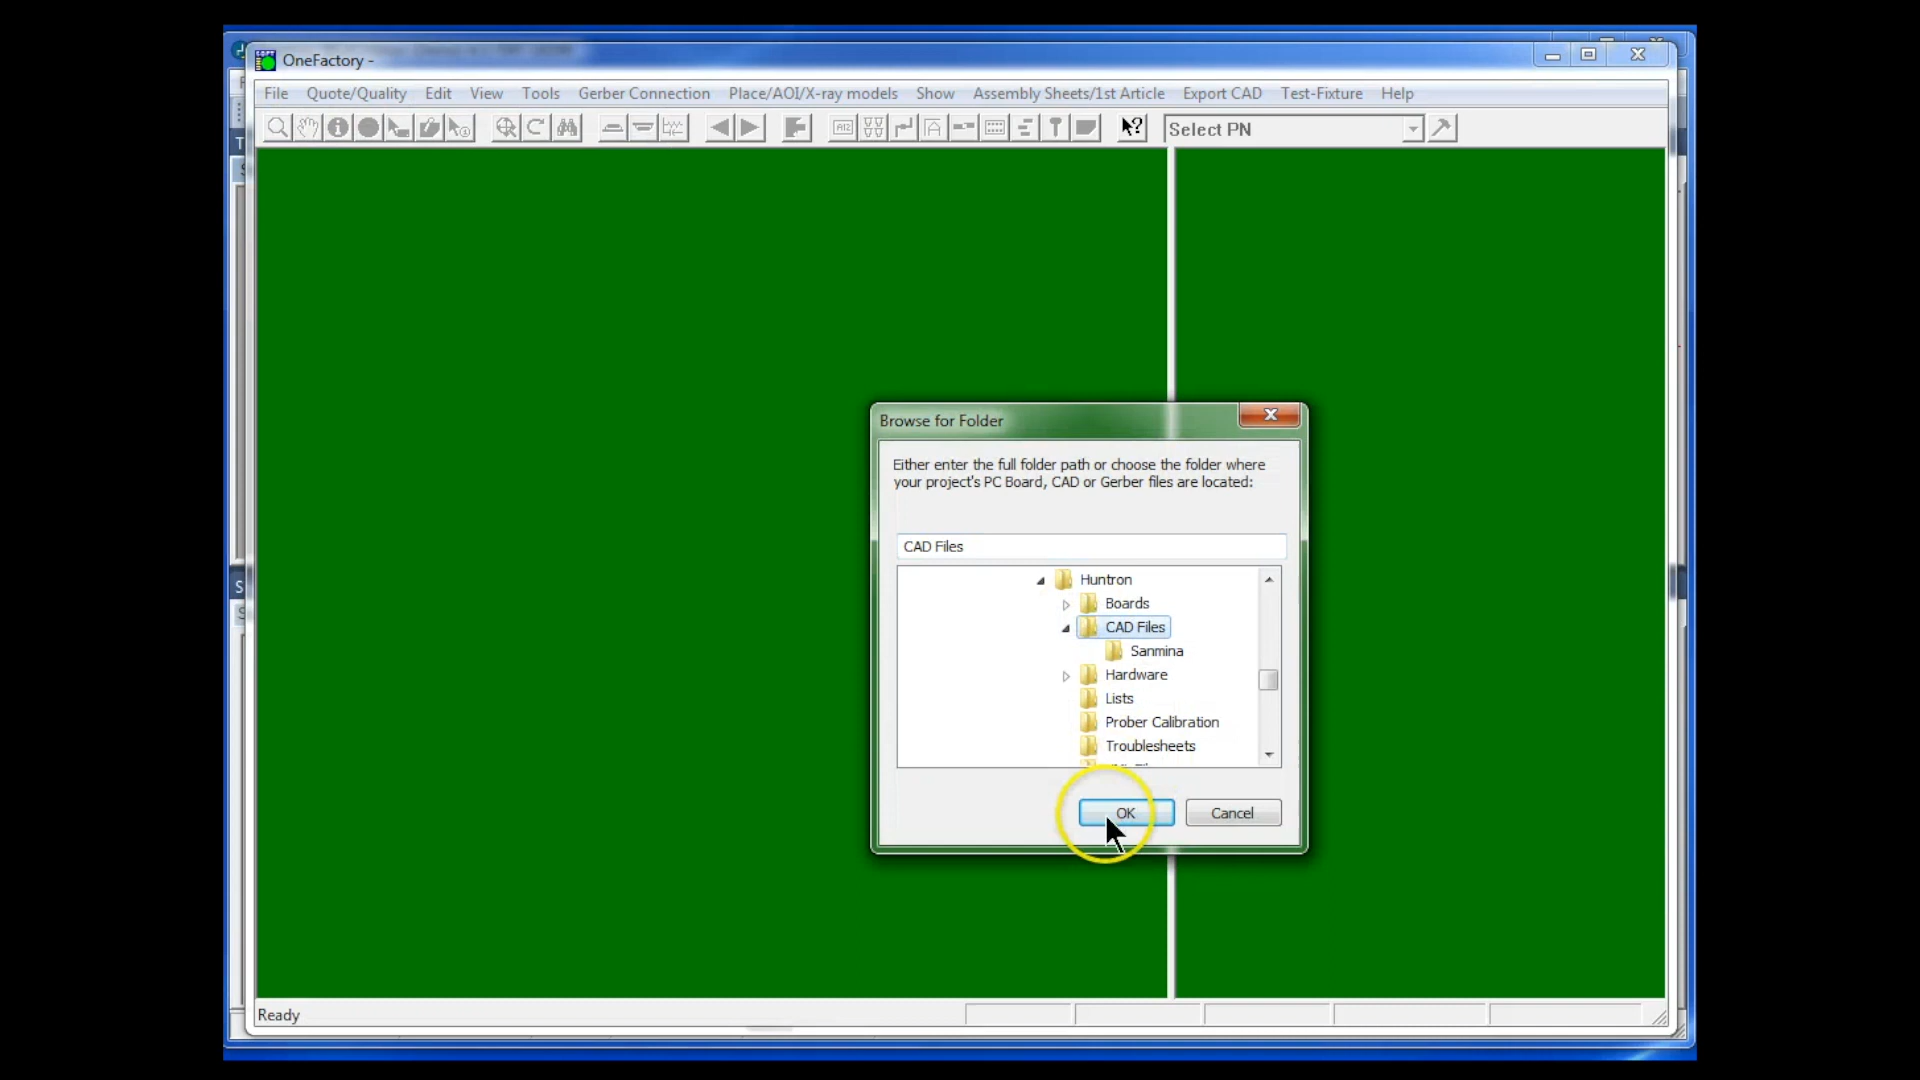 OneFactory -
File Quote/Quality Edit View Tools Gerber Connection Place/AOI/X-ray models Show Assembly Sheets/1st Article Export CAD Test-Fixture Help
A12 Select PN
Browse for Folder
Either enter the full folder path or choose the folder where
your project's PC Board, CAD or Gerber files are located:
CAD Files
Huntron
Boards
CAD Files
Sanmina
Hardware
Lists
Prober Calibration
Troublesheets
OK Cancel
Ready